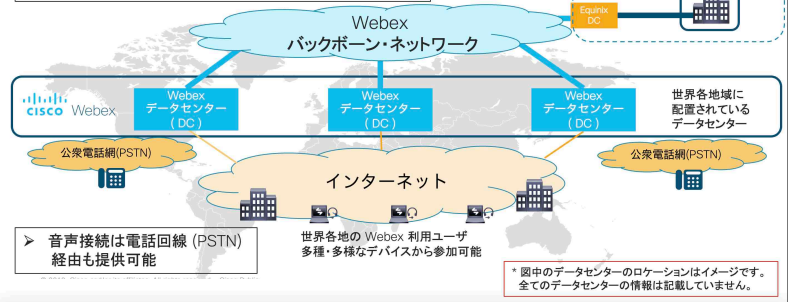 Equinix
DC
Webex
バックボーン・ネットワーク
cisco Webex
Webex
データセンター
(DC)
Webex
データセンター
(DC)
Webex
データセンター
(DC)
世界各地域に
配置されている
データセンター
公衆電話網(PSTN)
公衆電話網(PSTN)
インターネット
➢ 音声接続は電話回線 (PSTN)
経由も提供可能
世界各地の Webex 利用ユーザ
多種・多様なデバイスから参加可能
* 図中のデータセンターのロケーションはイメージです。
全てのデータセンターの情報は記載していません。